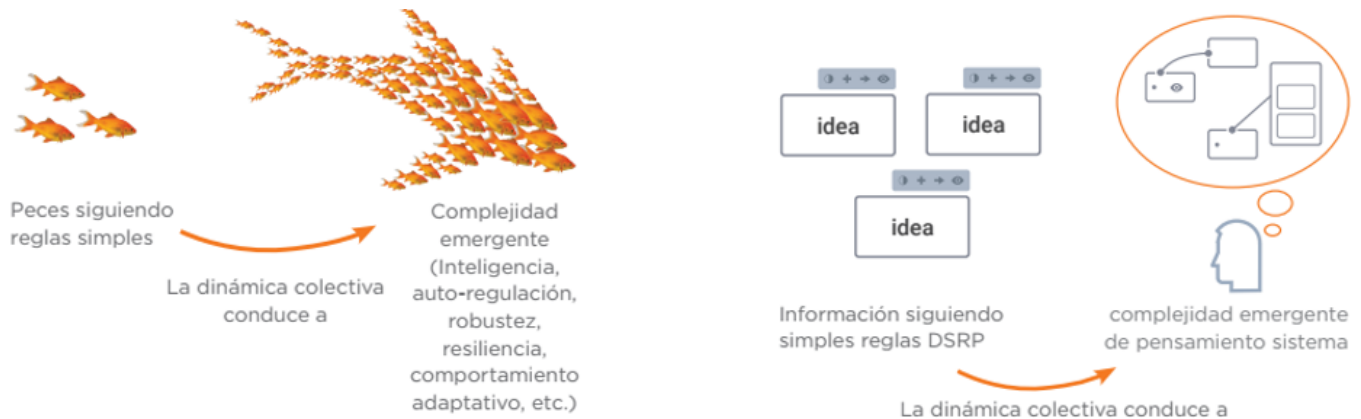 Peces siguiendo
reglas simples
La dinámica colectiva
conduce a
Complejidad
emergente
(Inteligencia,
auto-regulación,
robustez,
resiliencia,
comportamiento
adaptativo, etc.)
idea
idea
idea
Información siguiendo
simples reglas DSRP
complejidad emergente
de pensamiento sistema
La dinámica colectiva conduce a